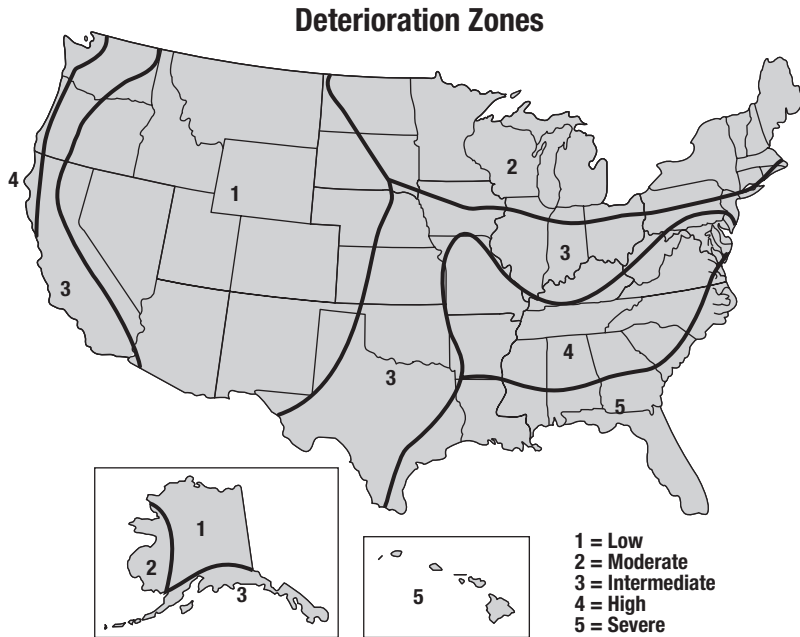 Deterioration Zones
4
1
2
3
3
3
4
5
1
2
3
5
1 = Low
2 = Moderate
3 = Intermediate
4 = High
5 = Severe